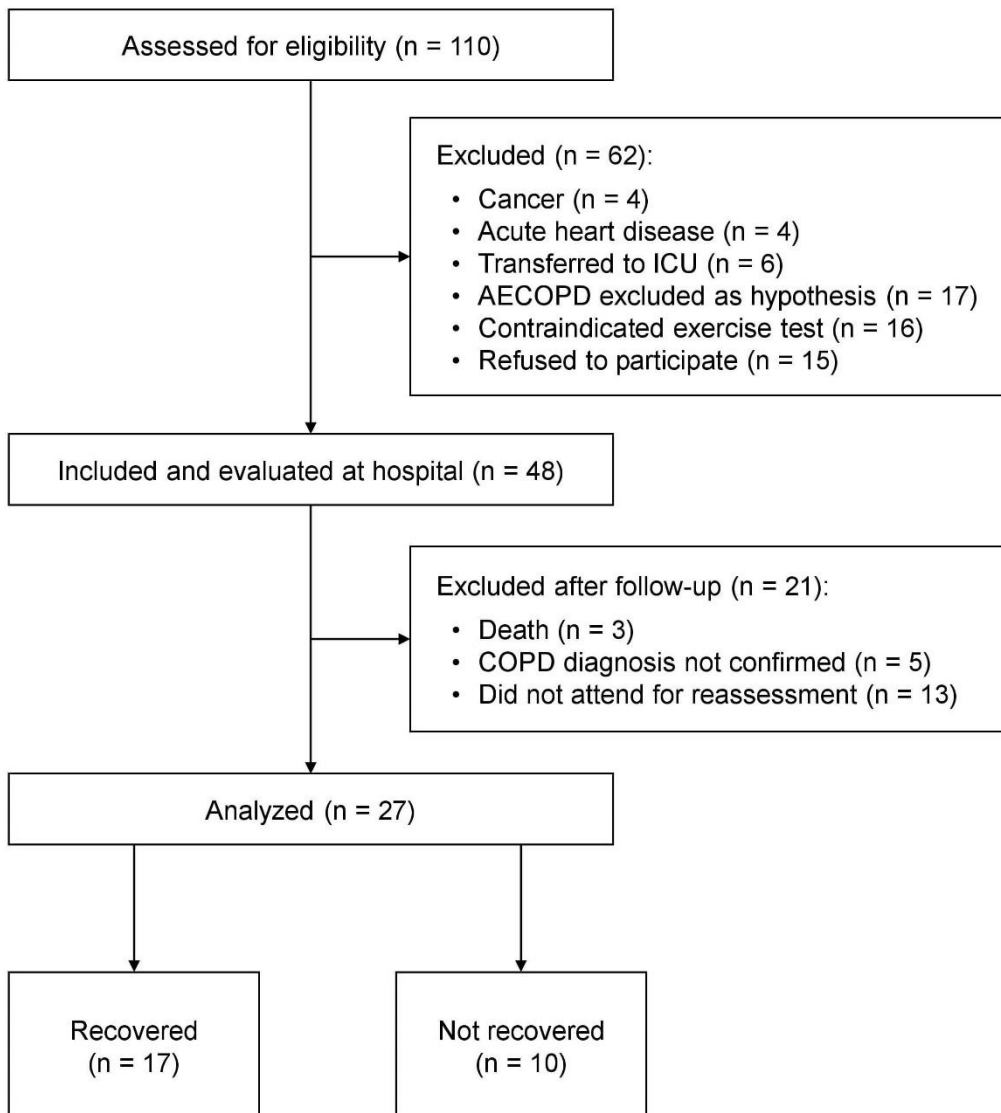 Assessed for eligibility (n = 110)
Excluded (n = 62):
• Cancer (n = 4)
• Acute heart disease (n = 4)
• Transferred to ICU (n = 6)
• AECOPD excluded as hypothesis (n = 17)
• Contraindicated exercise test (n = 16)
• Refused to participate (n = 15)
Included and evaluated at hospital (n = 48)
Excluded after follow-up (n = 21):
• Death (n = 3)
• COPD diagnosis not confirmed (n = 5)
• Did not attend for reassessment (n = 13)
Analyzed (n = 27)
Recovered
(n = 17)
Not recovered
(n = 10)